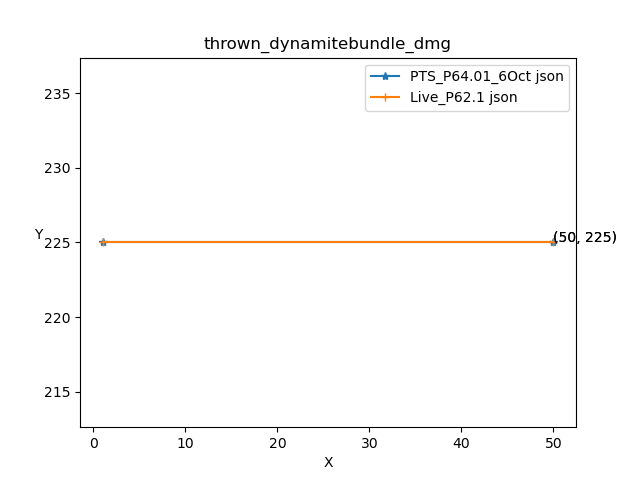 thrown_dynamitebundle_dmg
PTS_P64.01_6Oct json
Live_P62.1 json
235
230
Y
225
220
215
(50, 225)
0 10 20 30 40 50
X